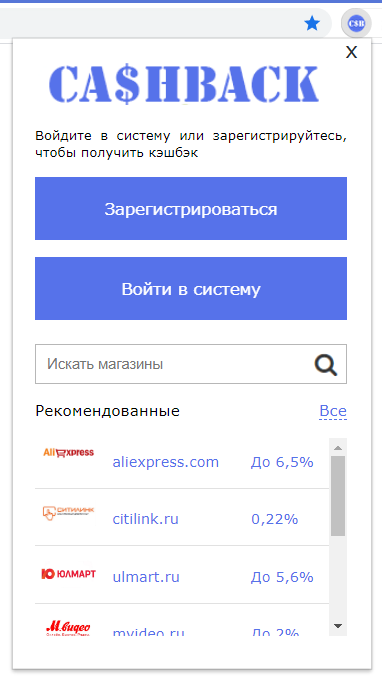 C$B
X
CA$HBACK
Войдите в систему или зарегистрируйтесь,
чтобы получить кэшбэк
Зарегистрироваться
Войти в систему
Искать магазины
Рекомендованные Все
AliExpress
aliexpress.com До 6,5%
СИТИЛИНК
citilink.ru 0,22%
Ю ЮЛМАРТ
ulmart.ru До 5,6%
М.видео
mvideo.ru До 2%